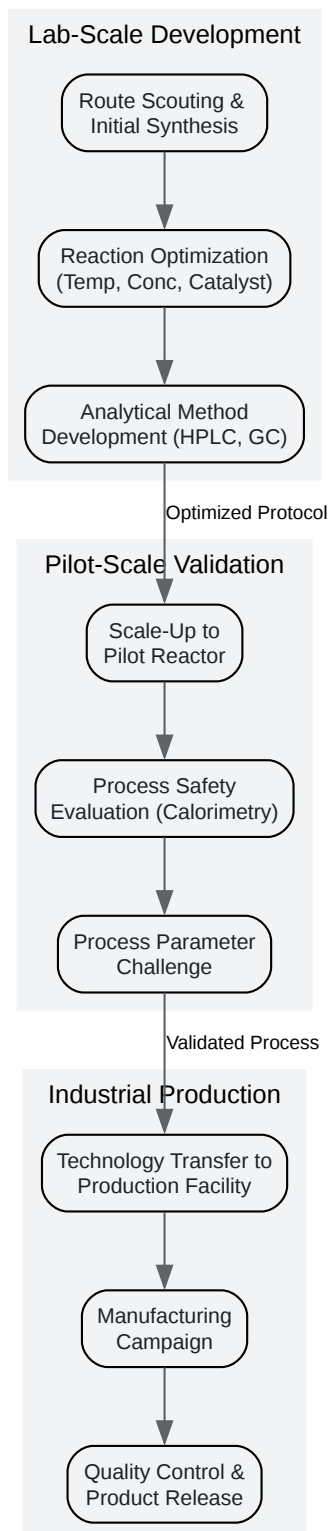 Lab-Scale Development
Route Scouting &
Initial Synthesis
Reaction Optimization
(Temp, Conc, Catalyst)
Analytical Method
Development (HPLC, GC)
Optimized Protocol
Pilot-Scale Validation
Scale-Up to
Pilot Reactor
Process Safety
Evaluation (Calorimetry)
Process Parameter
Challenge
Validated Process
Industrial Production
Technology Transfer to
Production Facility
Manufacturing
Campaign
Quality Control &
Product Release